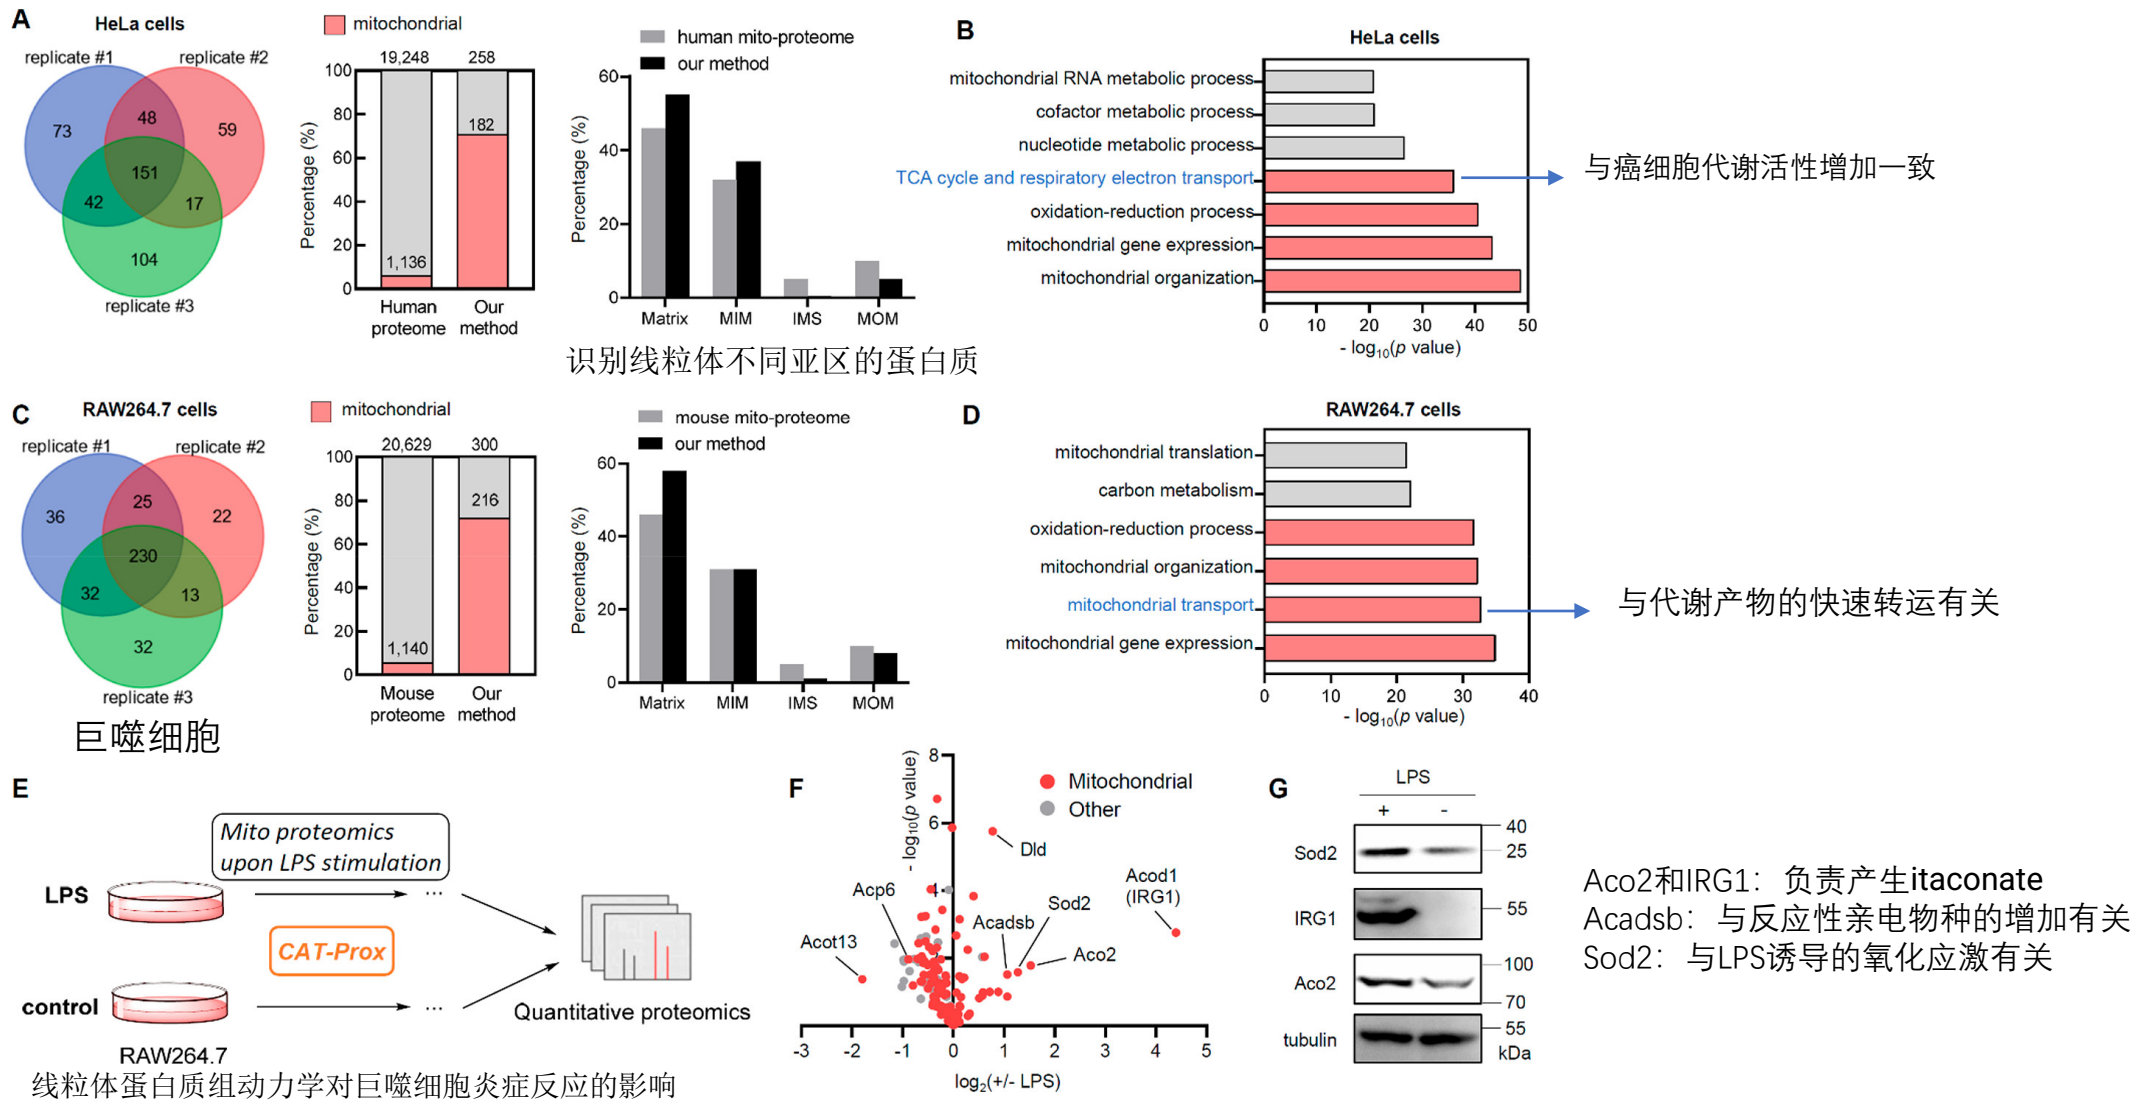 A
HeLa cells
replicate #1
replicate #2
73
48
59
151
42
17
104
replicate #3
mitochondrial
19,248
258
100
80
60
40
20
0
182
1,136
Percentage (%)
Human proteome
Our method
human mito-proteome
our method
60
40
20
0
Percentage (%)
Matrix
MIM
IMS
MOM
识别线粒体不同亚区的蛋白质
B
HeLa cells
mitochondrial RNA metabolic process
cofactor metabolic process
nucleotide metabolic process
TCA cycle and respiratory electron transport
oxidation-reduction process
mitochondrial gene expression
mitochondrial organization
0 10 20 30 40 50
- log10(p value)
与癌细胞代谢活性增加一致
C
RAW264.7 cells
replicate #1
replicate #2
36
25
22
230
32
13
32
replicate #3
巨噬细胞
mitochondrial
20,629
300
100
80
60
40
20
0
216
1,140
Percentage (%)
Mouse proteome
Our method
mouse mito-proteome
our method
60
40
20
0
Percentage (%)
Matrix
MIM
IMS
MOM
D
RAW264.7 cells
mitochondrial translation
carbon metabolism
oxidation-reduction process
mitochondrial organization
mitochondrial transport
mitochondrial gene expression
0 10 20 30 40
- log10(p value)
与代谢产物的快速转运有关
E
Mito proteomics
upon LPS stimulation
LPS
...
CAT-Prox
control
...
RAW264.7
Quantitative proteomics
线粒体蛋白质组动力学对巨噬细胞炎症反应的影响
F
- log10(p value)
8
6
4
Mitochondrial
Other
Dld
Acod1
(IRG1)
Acp6
Sod2
Acadsb
Acot13
Aco2
-3 -2 -1 0 1 2 3 4 5
log2(+/- LPS)
G
LPS
+ -
Sod2
40
25
IRG1
55
Aco2
100
70
tubulin
55
kDa
Aco2和IRG1：负责产生itaconate
Acadsb：与反应性亲电物种的增加有关
Sod2：与LPS诱导的氧化应激有关